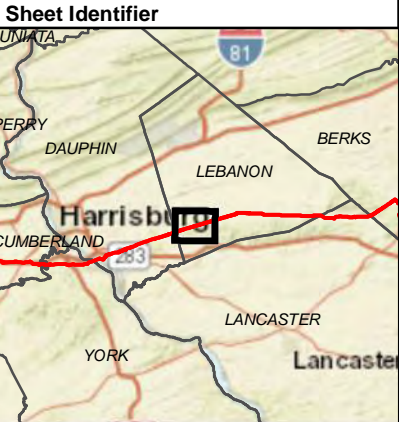 Sheet Identifier
UNIATA
81
PERRY
BERKS
DAUPHIN
LEBANON
Harrisburg
CUMBERLAND
283
LANCASTER
YORK
Lancaster